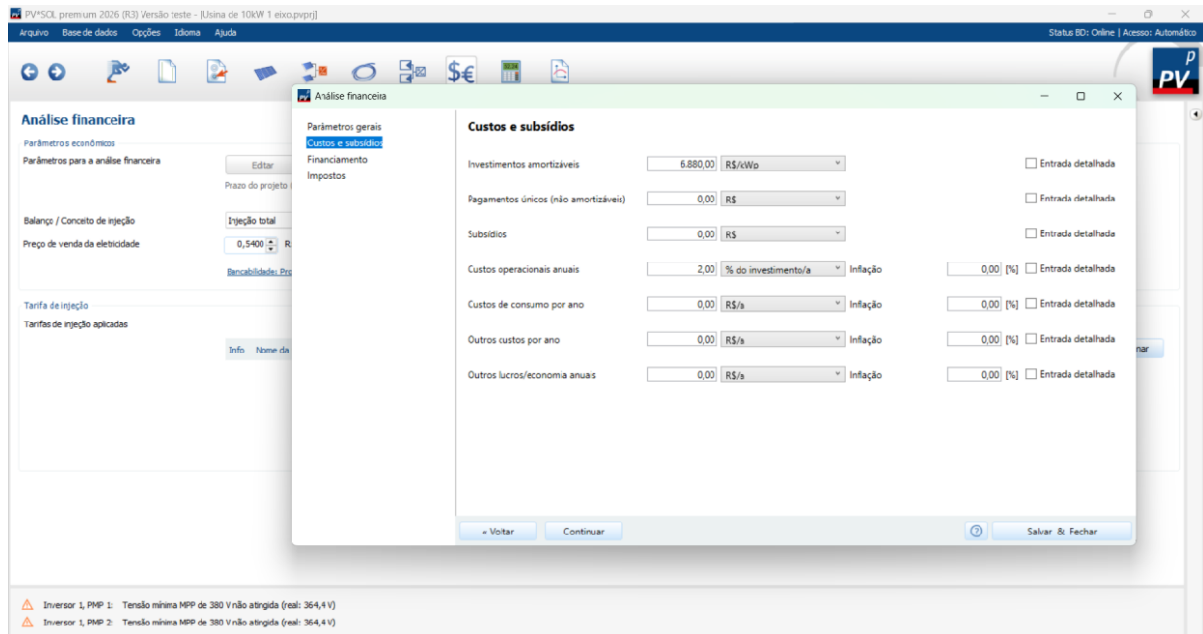 PV*SOL premium 2026 (R3) Versão teste - [Usina de 10kW 1 eixo.pvprj]
Arquivo Base de dados Opções Idioma Ajuda
Status BD: Online | Acesso: Automático
$€
p
PV
Análise financeira
Parâmetros econômicos
Parâmetros para a análise financeira
Editar
Prazo do projeto
Balanço / Conceito de injeção
Injeção total
Preço de venda da eletricidade
0,5400 R
Bancabilidade: Pro
Tarifa de injeção
Tarifas de injeção aplicadas
Info Nome da
nar
Análise financeira
Parâmetros gerais
Custos e subsídios
Financiamento
Impostos
Custos e subsídios
Investimentos amortizáveis 6.880,00 R$/kWp Entrada detalhada
Pagamentos únicos (não amortizáveis) 0,00 R$ Entrada detalhada
Subsídios 0,00 R$ Entrada detalhada
Custos operacionais anuais 2,00 % do investimento/a Inflação 0,00 [%] Entrada detalhada
Custos de consumo por ano 0,00 R$/a Inflação 0,00 [%] Entrada detalhada
Outros custos por ano 0,00 R$/a Inflação 0,00 [%] Entrada detalhada
Outros lucros/economia anuais 0,00 R$/a Inflação 0,00 [%] Entrada detalhada
« Voltar Continuar ? Salvar & Fechar
Inversor 1, PMP 1: Tensão mínima MPP de 380 V não atingida (real: 364,4 V)
Inversor 1, PMP 2: Tensão mínima MPP de 380 V não atingida (real: 364,4 V)